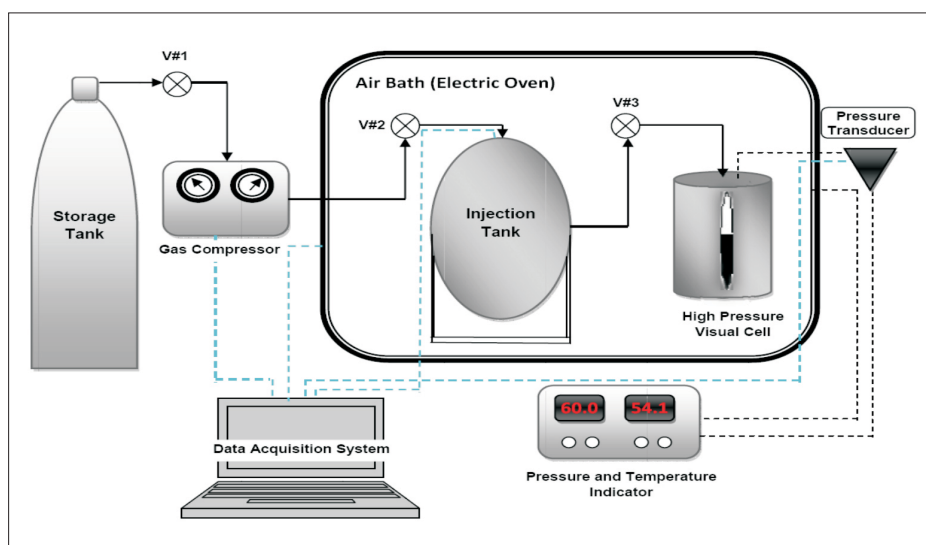 V#1
Air Bath (Electric Oven)
V#2
V#3
Pressure
Transducer
Storage
Tank
Gas Compressor
Injection
Tank
High Pressure
Visual Cell
60.0
54.1
Data Acquisition System
Pressure and Temperature
Indicator